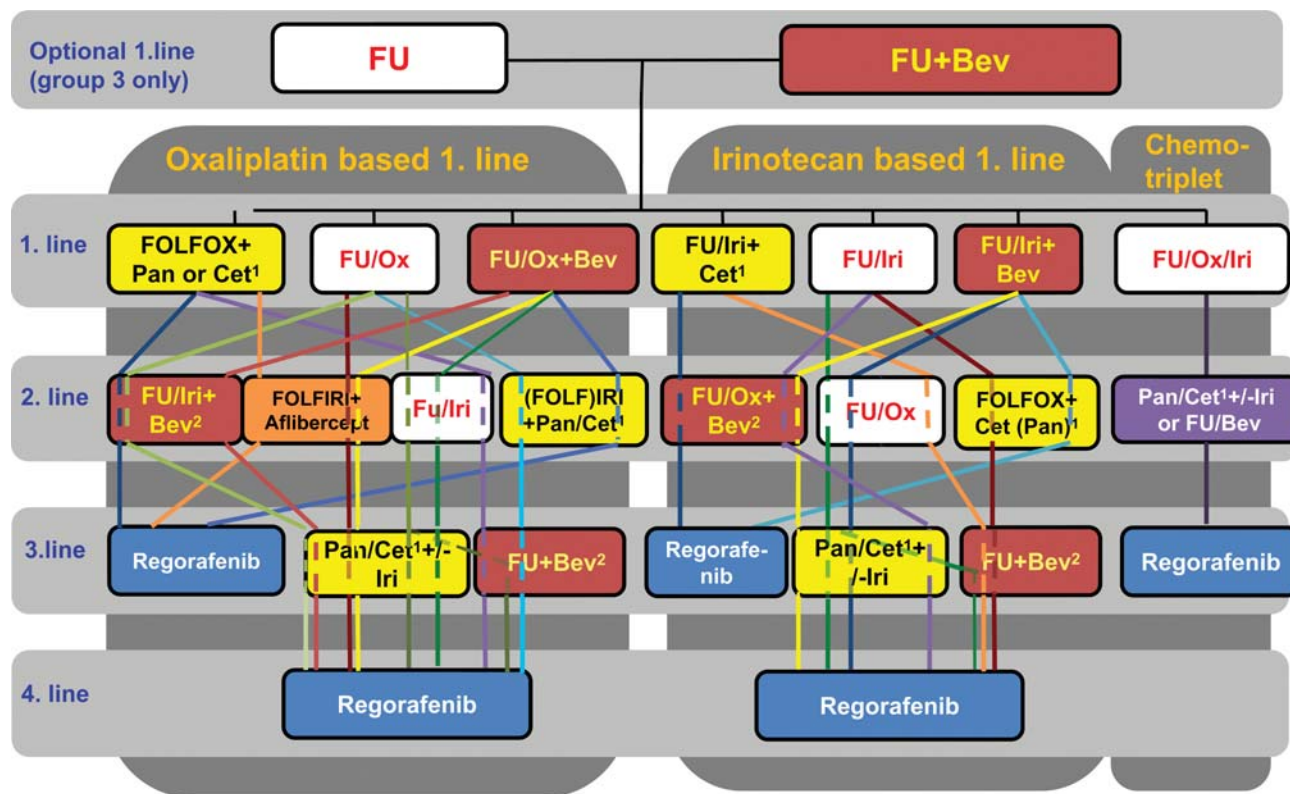 Optional 1.line
(group 3 only)
FU
FU+Bev
Oxaliplatin based 1. line
Irinotecan based 1. line
Chemo-
triplet
1. line
FOLFOX+
Pan or Cet¹
FU/Ox
FU/Ox+Bev
FU/Iri+
Cet¹
FU/Iri
FU/Iri+
Bev
FU/Ox/Iri
2. line
FU/Iri+
Bev²
FOLFIRI+
Aflibercept
Fu/Iri
(FOLF)IRI
+Pan/Cet¹
FU/Ox+
Bev²
FU/Ox
FOLFOX+
Cet (Pan)¹
Pan/Cet¹+/-Iri
or FU/Bev
3.line
Regorafenib
Pan/Cet¹+/-
Iri
FU+Bev²
Regorafe-
nib
Pan/Cet¹+
/-Iri
FU+Bev²
Regorafenib
4. line
Regorafenib
Regorafenib